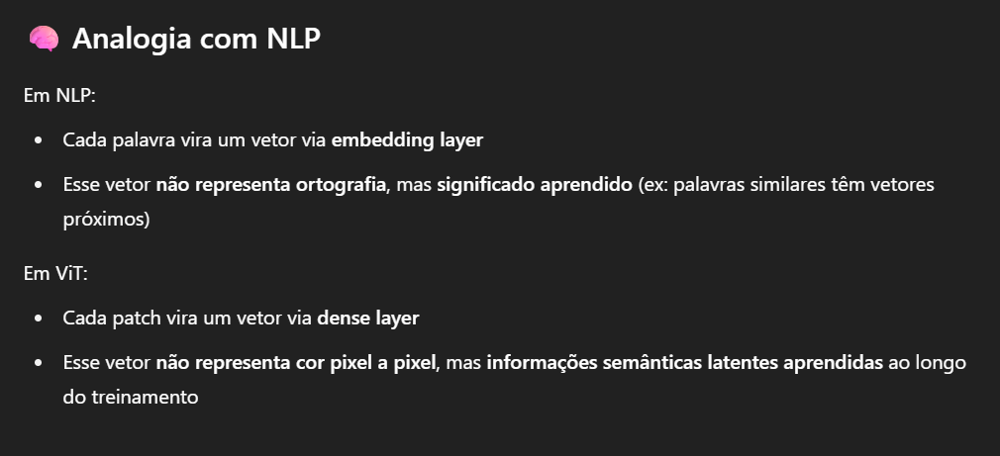 🧠 Analogia com NLP
Em NLP:
• Cada palavra vira um vetor via embedding layer
• Esse vetor não representa ortografia, mas significado aprendido (ex: palavras similares têm vetores
próximos)
Em ViT:
• Cada patch vira um vetor via dense layer
• Esse vetor não representa cor pixel a pixel, mas informações semânticas latentes aprendidas ao longo
do treinamento